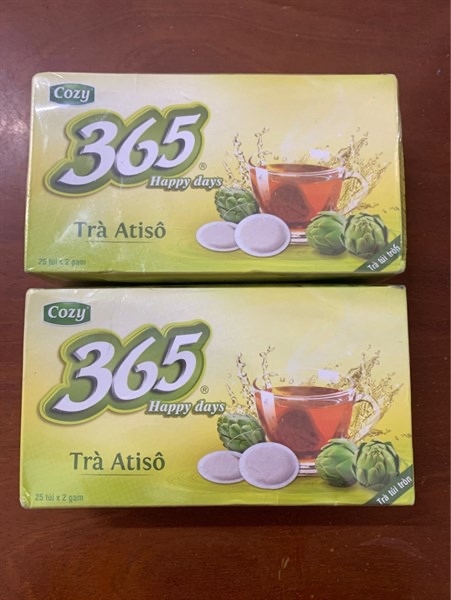 Cozy
365®
Happy days
Trà Atisô
25 túi x 2 gam
Trà túi tròn
Cozy
365®
Happy days
Trà Atisô
25 túi x 2 gam
Trà túi tròn